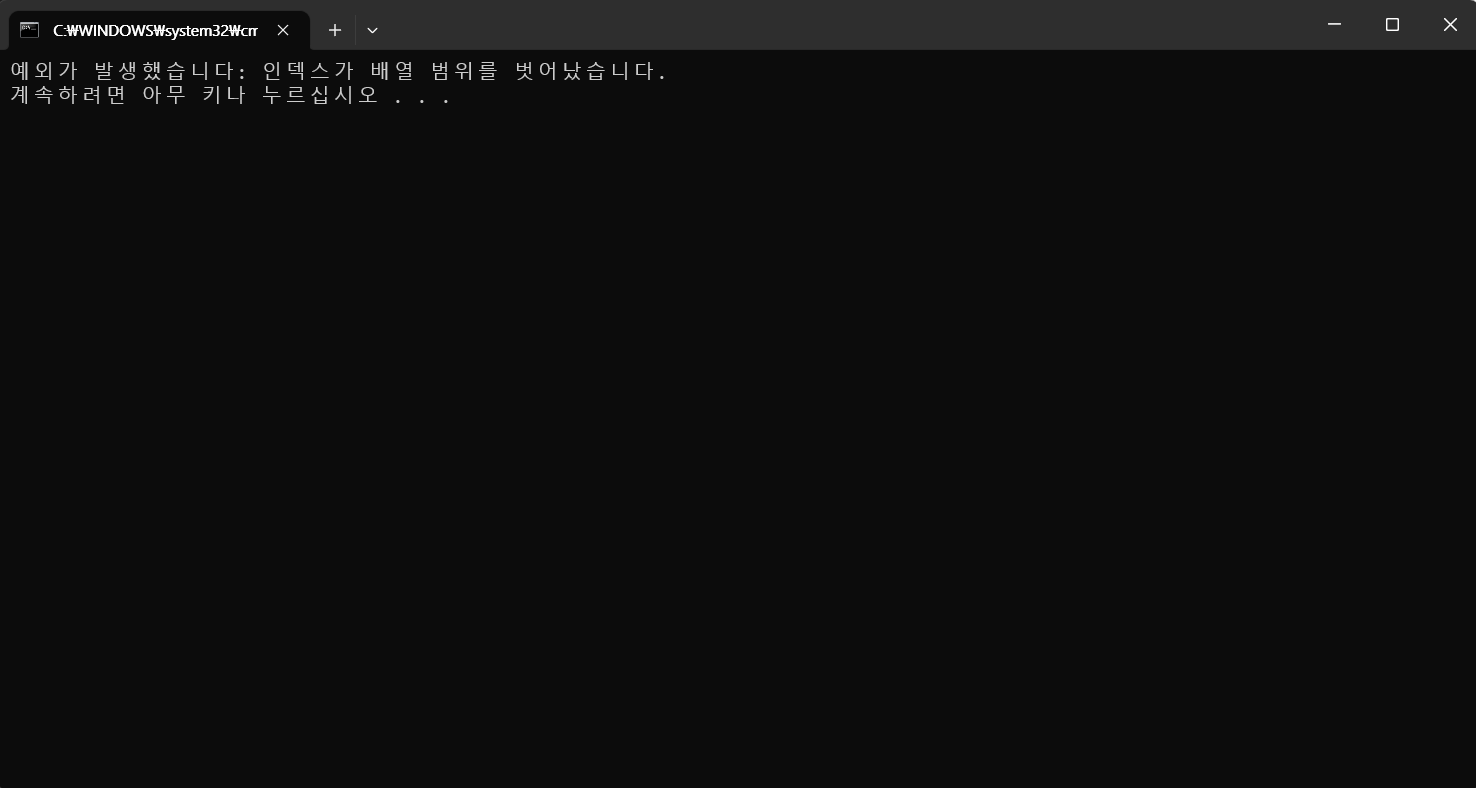 C:₩WINDOWS₩system32₩cm
예외가 발생했습니다: 인덱스가 배열 범위를 벗어났습니다.
계속하려면 아무 키나 누르십시오 . . .